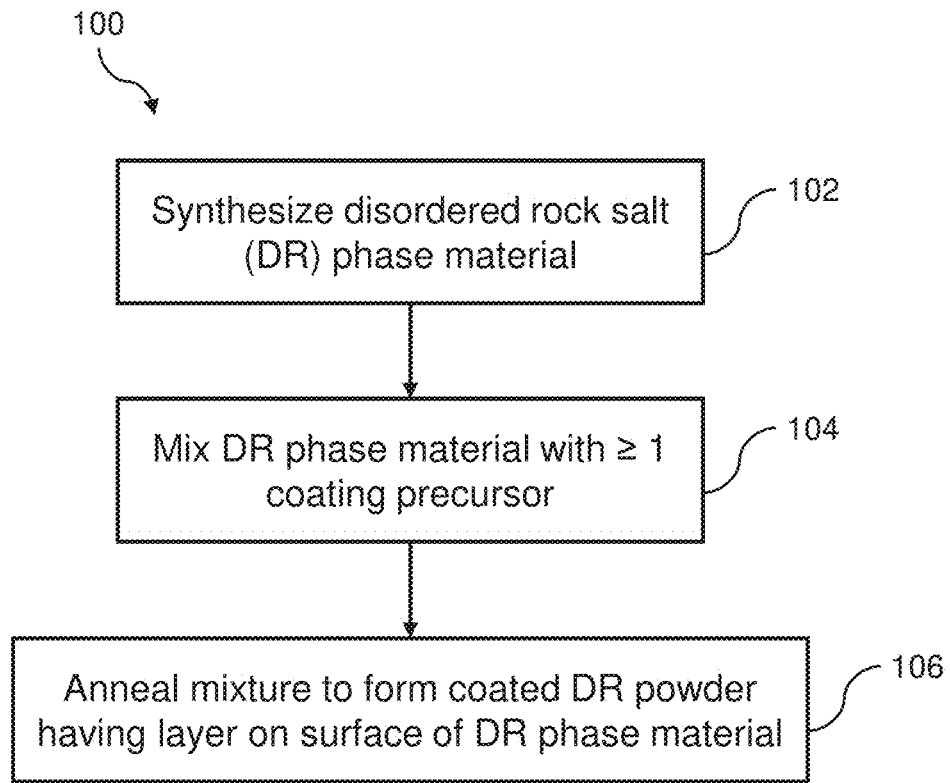 100
Synthesize disordered rock salt
(DR) phase material
102
Mix DR phase material with ≥ 1
coating precursor
104
Anneal mixture to form coated DR powder
having layer on surface of DR phase material
106